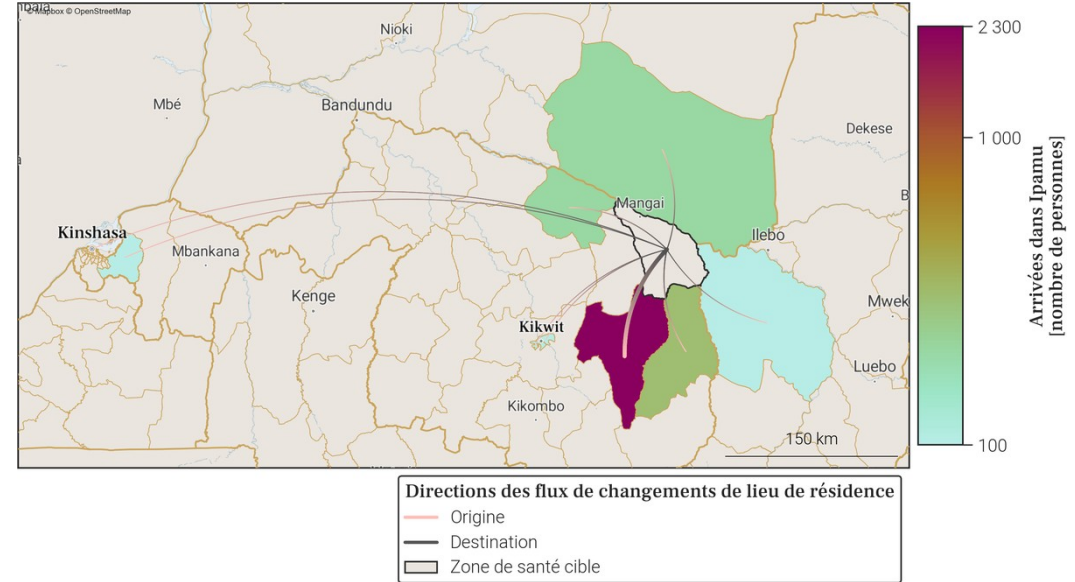 © Mapbox © OpenStreetMap
Nioki
Mbé
Bandundu
Dekese
Mangai
Ilebo
Kinshasa
Mbankana
Kenge
Mwek
Kikwit
Luebo
Kikombo
150 km
2 300
1 000
100
Arrivées dans Ipamu
[nombre de personnes]
Directions des flux de changements de lieu de résidence
Origine
Destination
Zone de santé cible